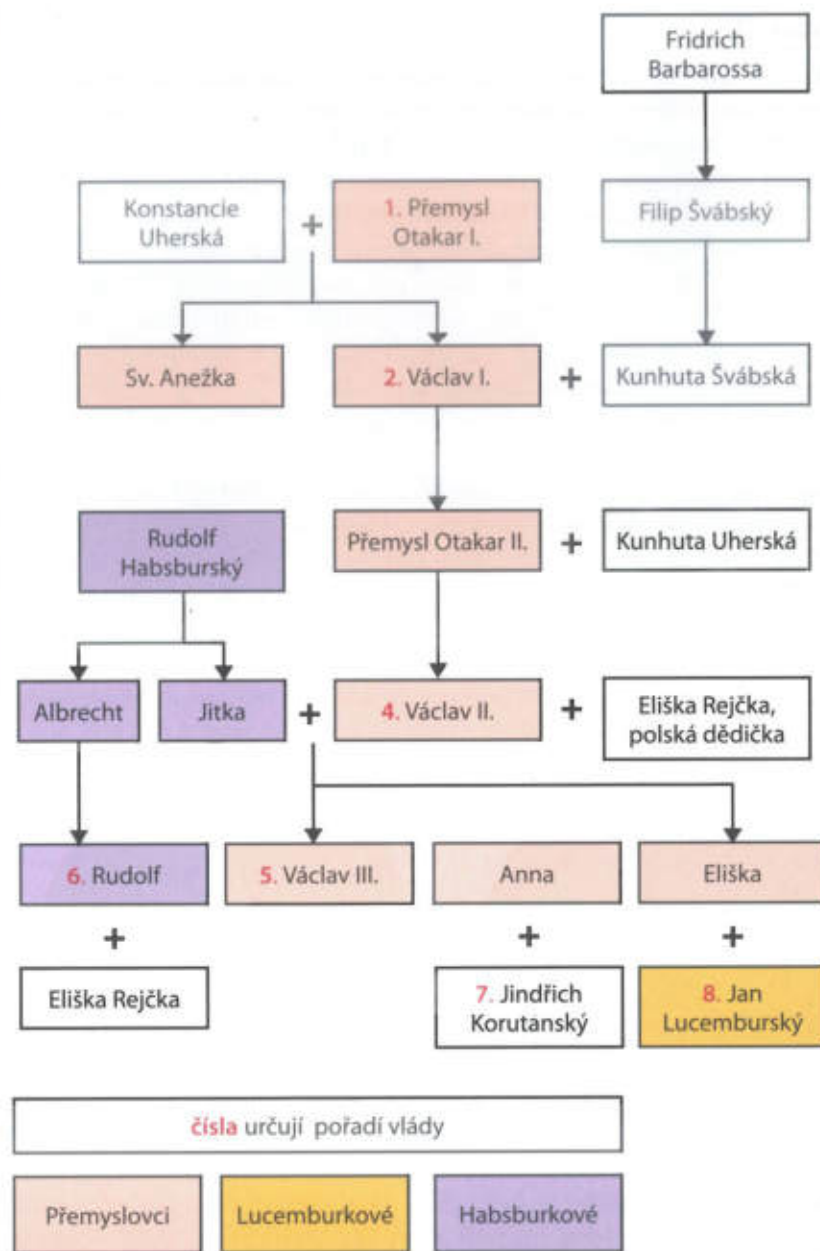 Fridrich
Barbarossa
Konstancie
Uherská
+
1. Přemysl
Otakar I.
Filip Švábský
Sv. Anežka
2. Václav I.
+
Kunhuta Švábská
Rudolf
Habsburský
Přemysl Otakar II.
+
Kunhuta Uherská
Albrecht
Jitka
+
4. Václav II.
+
Eliška Rejčka,
polská dědička
6. Rudolf
5. Václav III.
Anna
Eliška
+
+
+
Eliška Rejčka
7. Jindřich
Korutanský
8. Jan
Lucemburský
čísla určují pořadí vlády
Přemyslovci
Lucemburkové
Habsburkové